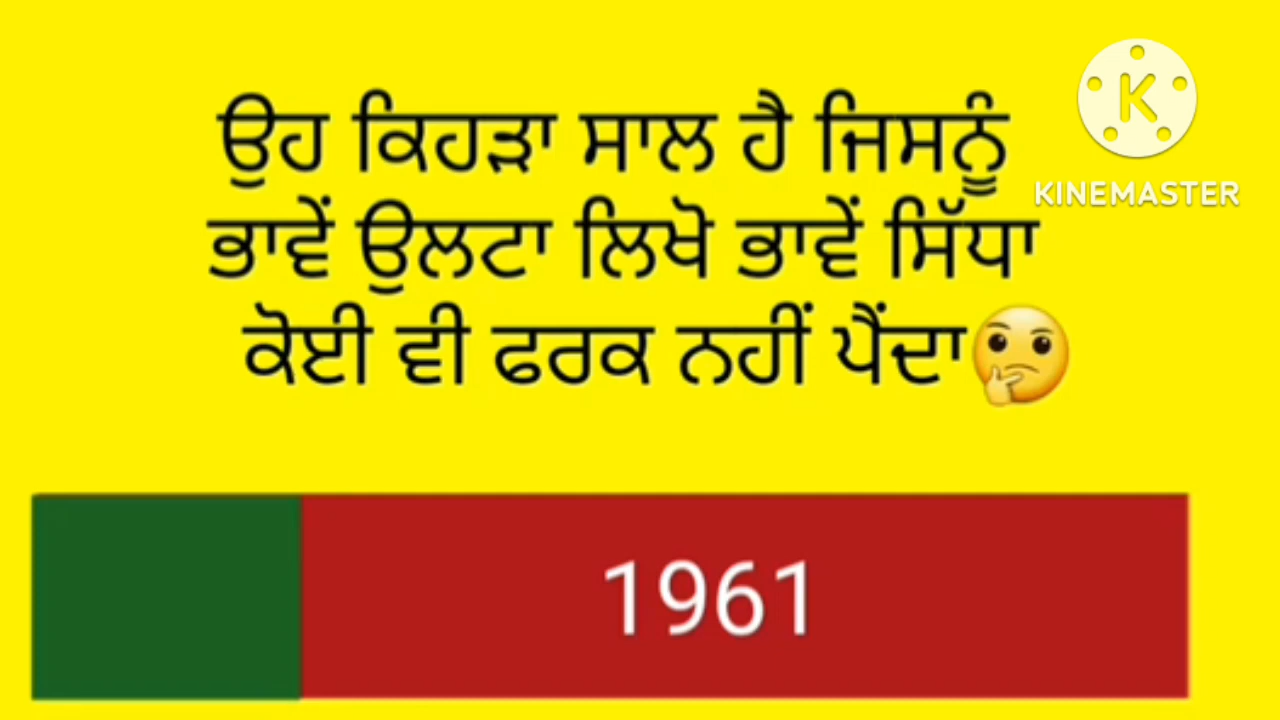 ਉਹ ਕਿਹੜਾ ਸਾਲ ਹੈ ਜਿਸਨੂੰ
ਭਾਵੇਂ ਉਲਟਾ ਲਿਖੋ ਭਾਵੇਂ ਸਿੱਧਾ
ਕੋਈ ਵੀ ਫਰਕ ਨਹੀਂ ਪੈਂਦਾ🤔
K
KINEMASTER
1961